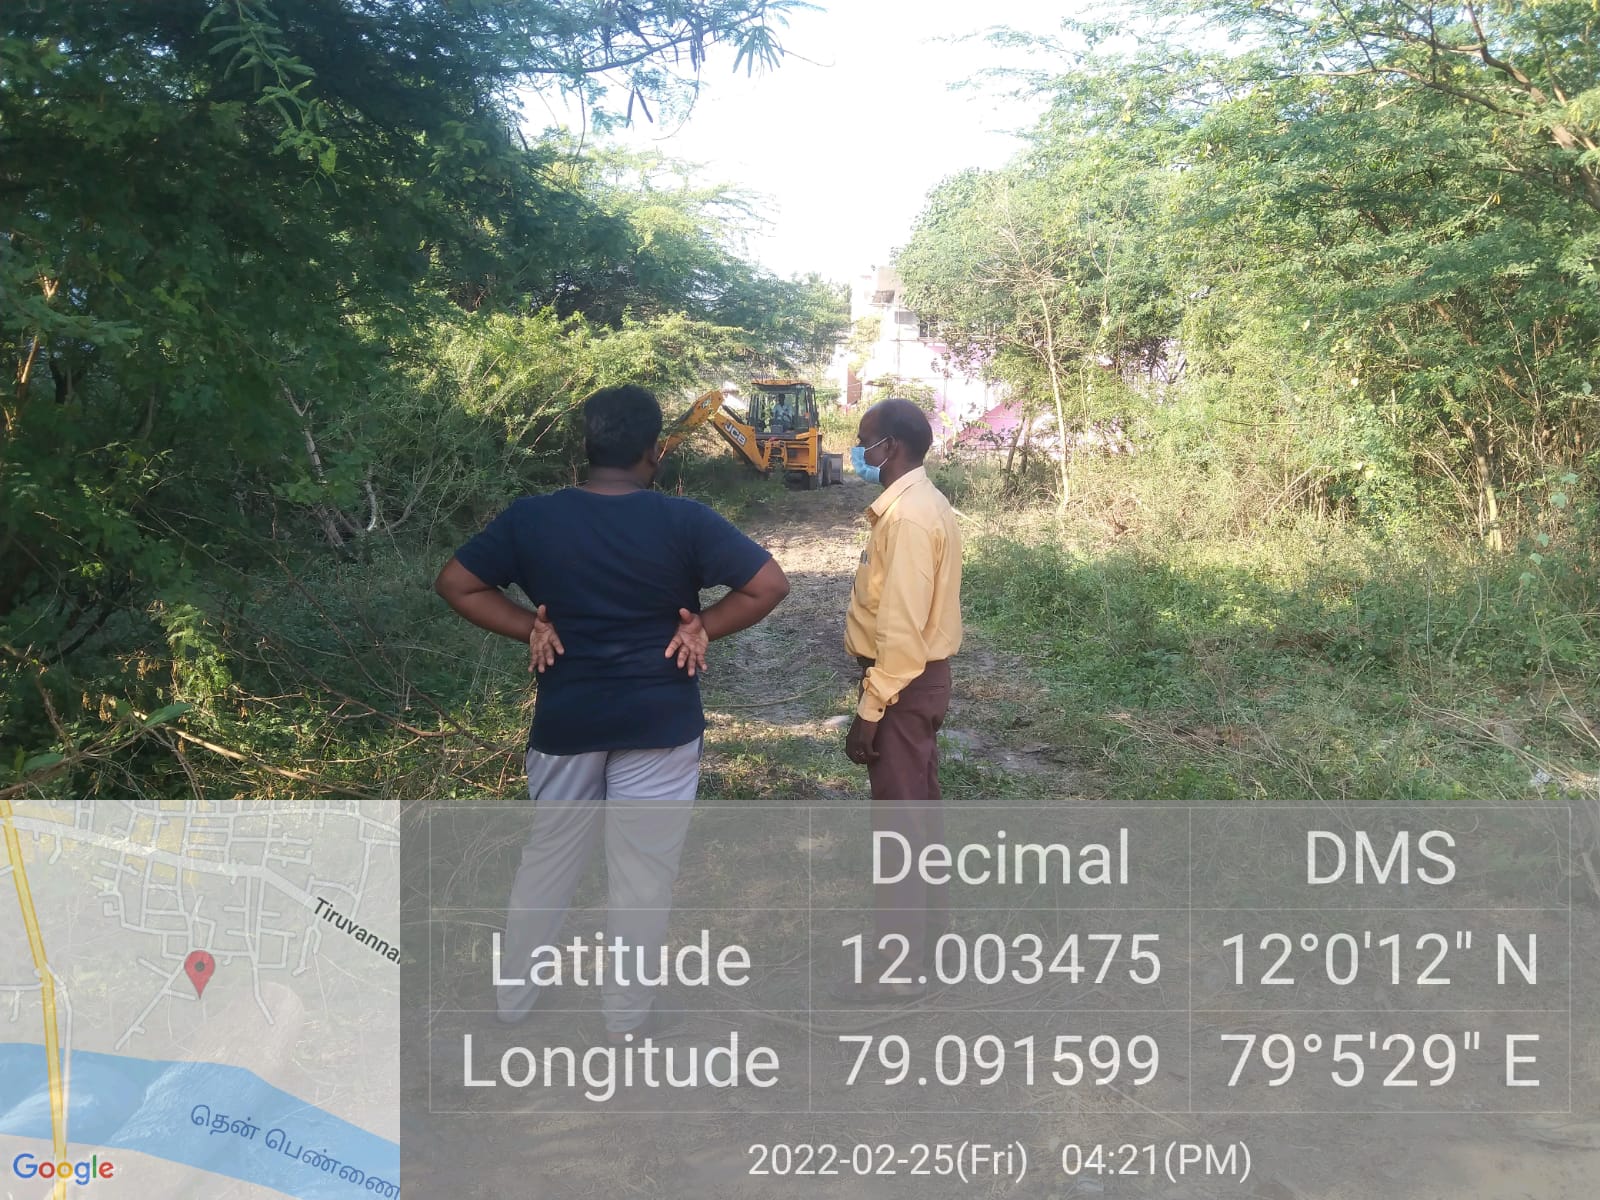 JCB
Decimal DMS
Latitude 12.003475 12°0'12" N
Longitude 79.091599 79°5'29" E
2022-02-25(Fri) 04:21(PM)
தென் பெண்ணை
Google